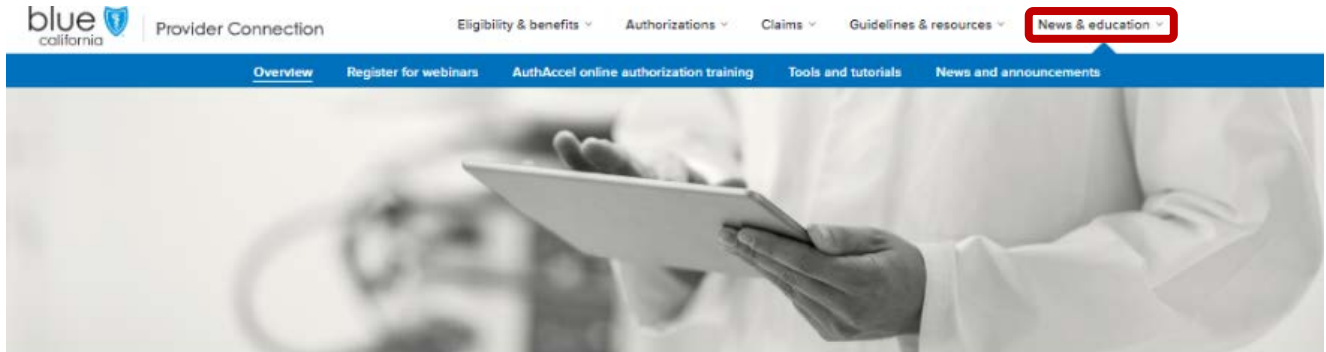 blue
california
Provider Connection
Eligibility & benefits
Authorizations
Claims
Guidelines & resources
News & education
Overview
Register for webinars
AuthAccel online authorization training
Tools and tutorials
News and announcements